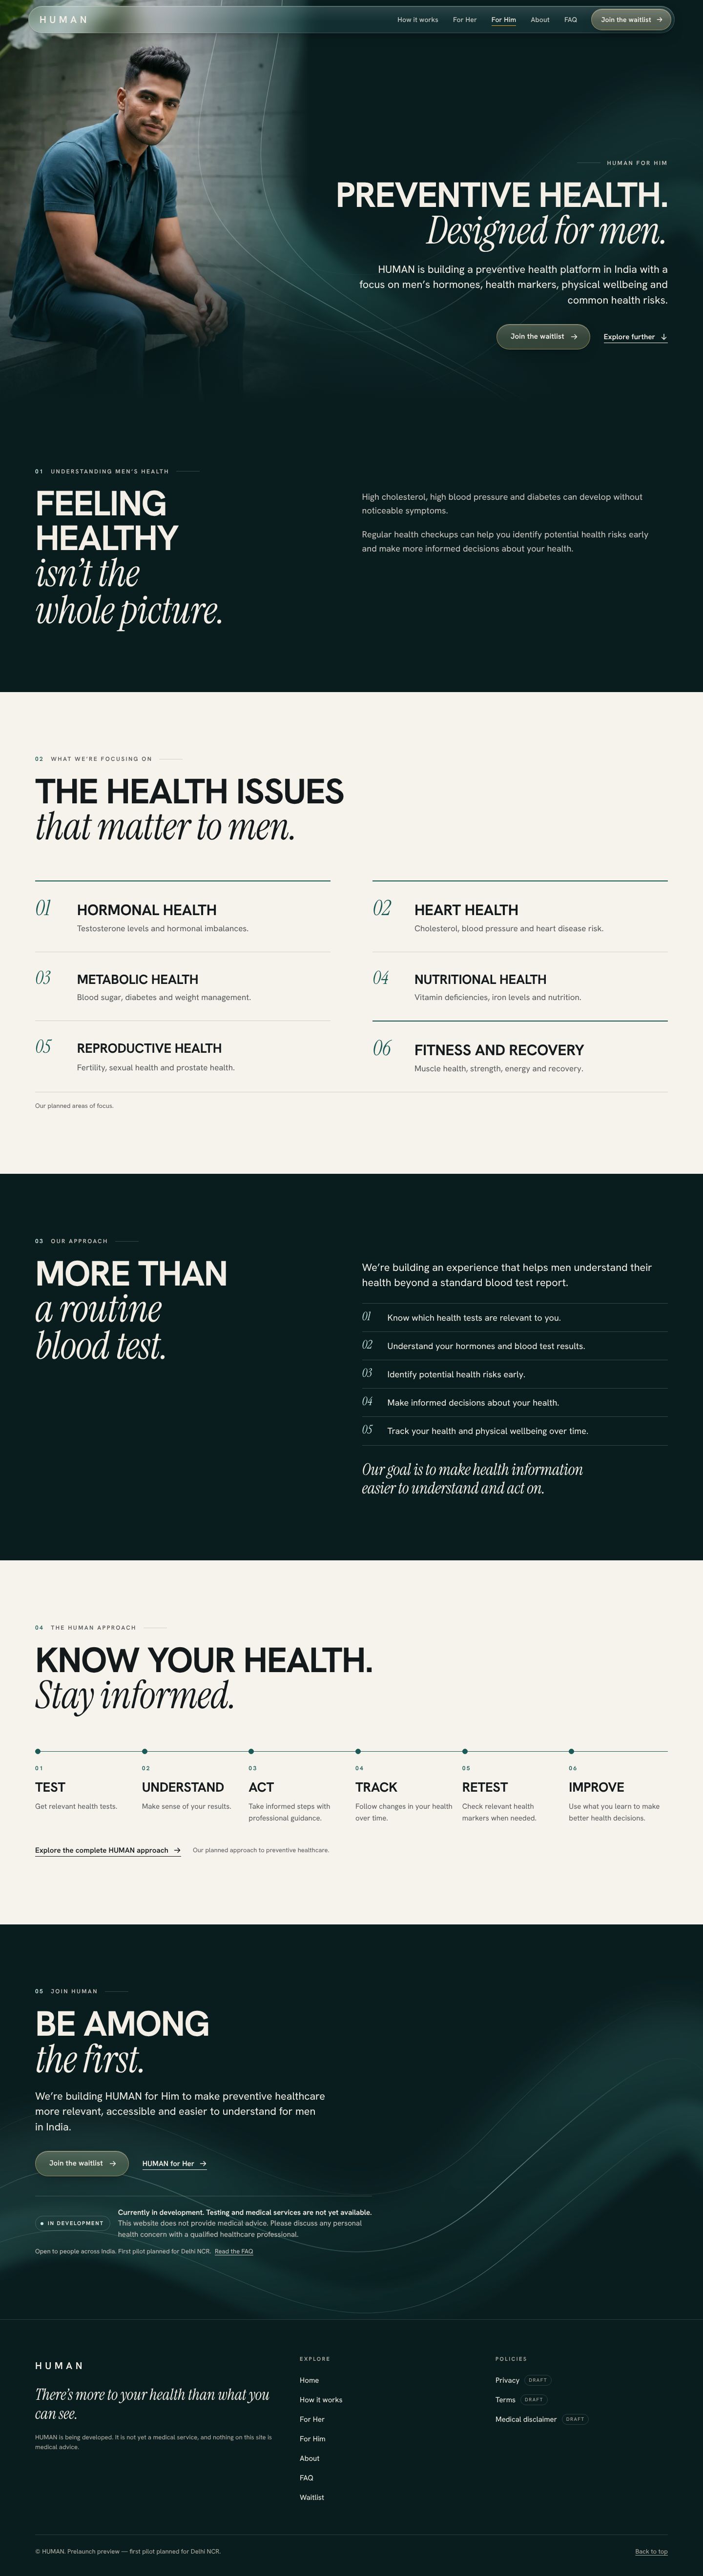 HUMAN
How it works
For Her
For Him
About
FAQ
Join the waitlist →
HUMAN FOR HIM
PREVENTIVE HEALTH.
Designed for men.
HUMAN is building a preventive health platform in India with a
focus on men’s hormones, health markers, physical wellbeing and
common health risks.
Join the waitlist →
Explore further ↓
01 UNDERSTANDING MEN’S HEALTH
FEELING
HEALTHY
isn’t the
whole picture.
High cholesterol, high blood pressure and diabetes can develop without
noticeable symptoms.
Regular health checkups can help you identify potential health risks early
and make more informed decisions about your health.
02 WHAT WE’RE FOCUSING ON
THE HEALTH ISSUES
that matter to men.
01 HORMONAL HEALTH
Testosterone levels and hormonal imbalances.
02 HEART HEALTH
Cholesterol, blood pressure and heart disease risk.
03 METABOLIC HEALTH
Blood sugar, diabetes and weight management.
04 NUTRITIONAL HEALTH
Vitamin deficiencies, iron levels and nutrition.
05 REPRODUCTIVE HEALTH
Fertility, sexual health and prostate health.
06 FITNESS AND RECOVERY
Muscle health, strength, energy and recovery.
Our planned areas of focus.
03 OUR APPROACH
MORE THAN
a routine
blood test.
We’re building an experience that helps men understand their
health beyond a standard blood test report.
01 Know which health tests are relevant to you.
02 Understand your hormones and blood test results.
03 Identify potential health risks early.
04 Make informed decisions about your health.
05 Track your health and physical wellbeing over time.
Our goal is to make health information
easier to understand and act on.
04 THE HUMAN APPROACH
KNOW YOUR HEALTH.
Stay informed.
01
TEST
Get relevant health tests.
02
UNDERSTAND
Make sense of your results.
03
ACT
Take informed steps with
professional guidance.
04
TRACK
Follow changes in your health
over time.
05
RETEST
Check relevant health
markers when needed.
06
IMPROVE
Use what you learn to make
better health decisions.
Explore the complete HUMAN approach →
Our planned approach to preventive healthcare.
05 JOIN HUMAN
BE AMONG
the first.
We’re building HUMAN for Him to make preventive healthcare
more relevant, accessible and easier to understand for men
in India.
Join the waitlist →
HUMAN for Her →
IN DEVELOPMENT
Currently in development. Testing and medical services are not yet available.
This website does not provide medical advice. Please discuss any personal
health concern with a qualified healthcare professional.
Open to people across India. First pilot planned for Delhi NCR. Read the FAQ
HUMAN
There’s more to your health than what you
can see.
HUMAN is being developed. It is not yet a medical service, and nothing on this site is
medical advice.
EXPLORE
Home
How it works
For Her
For Him
About
FAQ
Waitlist
POLICIES
Privacy DRAFT
Terms DRAFT
Medical disclaimer DRAFT
© HUMAN. Prelaunch preview — first pilot planned for Delhi NCR.
Back to top